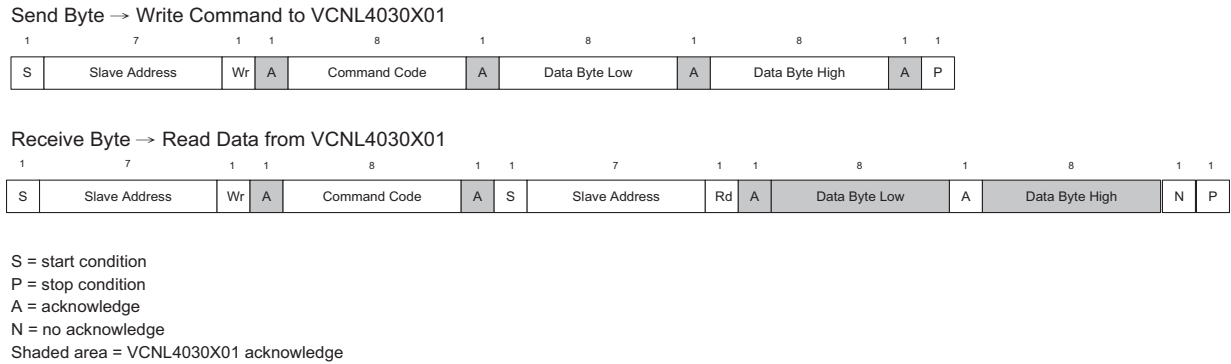 Send Byte → Write Command to VCNL4030X01
1 7 1 1 8 1 8 1 8 1 1
S Slave Address Wr A Command Code A Data Byte Low A Data Byte High A P
Receive Byte → Read Data from VCNL4030X01
1 7 1 1 8 1 1 7 1 1 8 1 8 1 1
S Slave Address Wr A Command Code A S Slave Address Rd A Data Byte Low A Data Byte High N P
S = start condition
P = stop condition
A = acknowledge
N = no acknowledge
Shaded area = VCNL4030X01 acknowledge